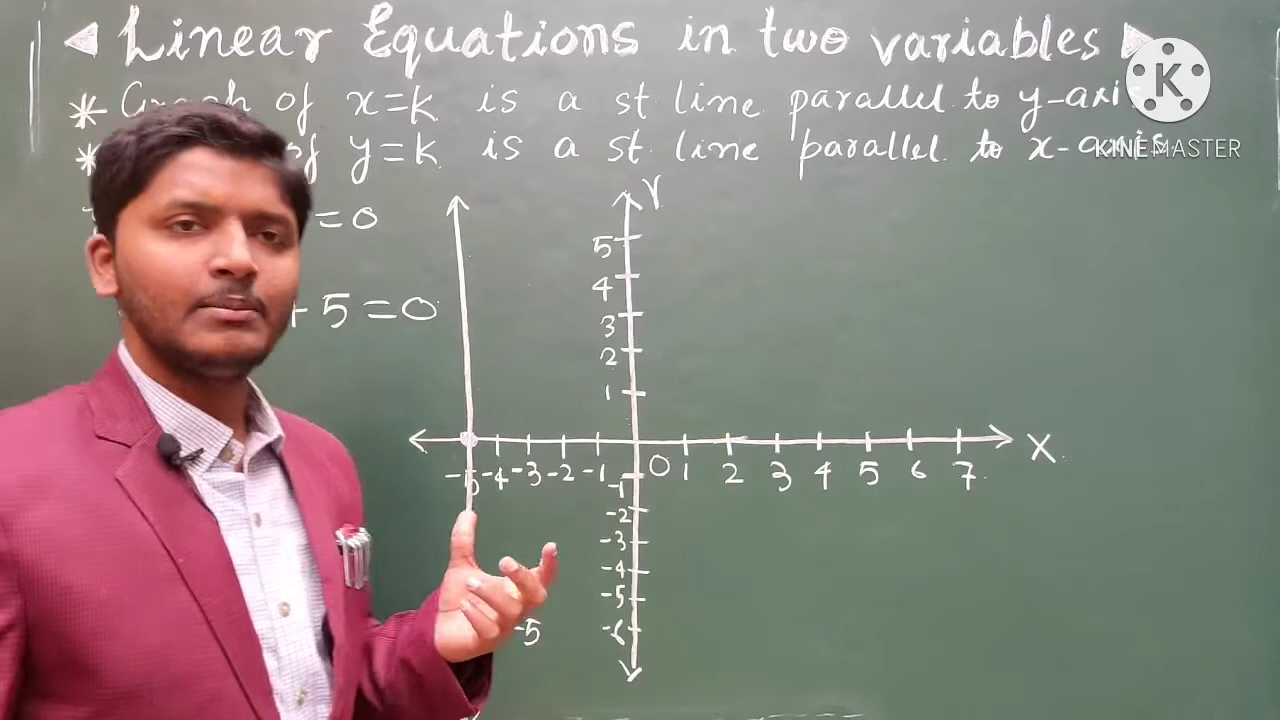 Linear Equations in two variables
* Graph of x=k is a st line parallel to y-axis
* of y=k is a st line parallel to x-axis
K
KINEMASTER
=0
+5=0
Y
5
4
3
2
1
-5 -4 -3 -2 -1 0 1 2 3 4 5 6 7 X
-1
-2
-3
-4
-5
-6
-5